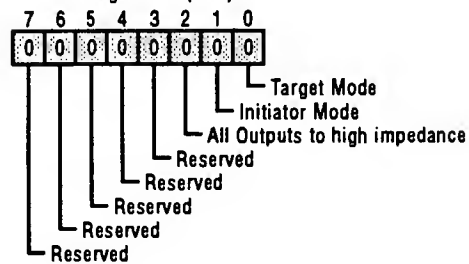 7 6 5 4 3 2 1 0
0 0 0 0 0 0 0 0
Target Mode
Initiator Mode
All Outputs to high impedance
Reserved
Reserved
Reserved
Reserved
Reserved